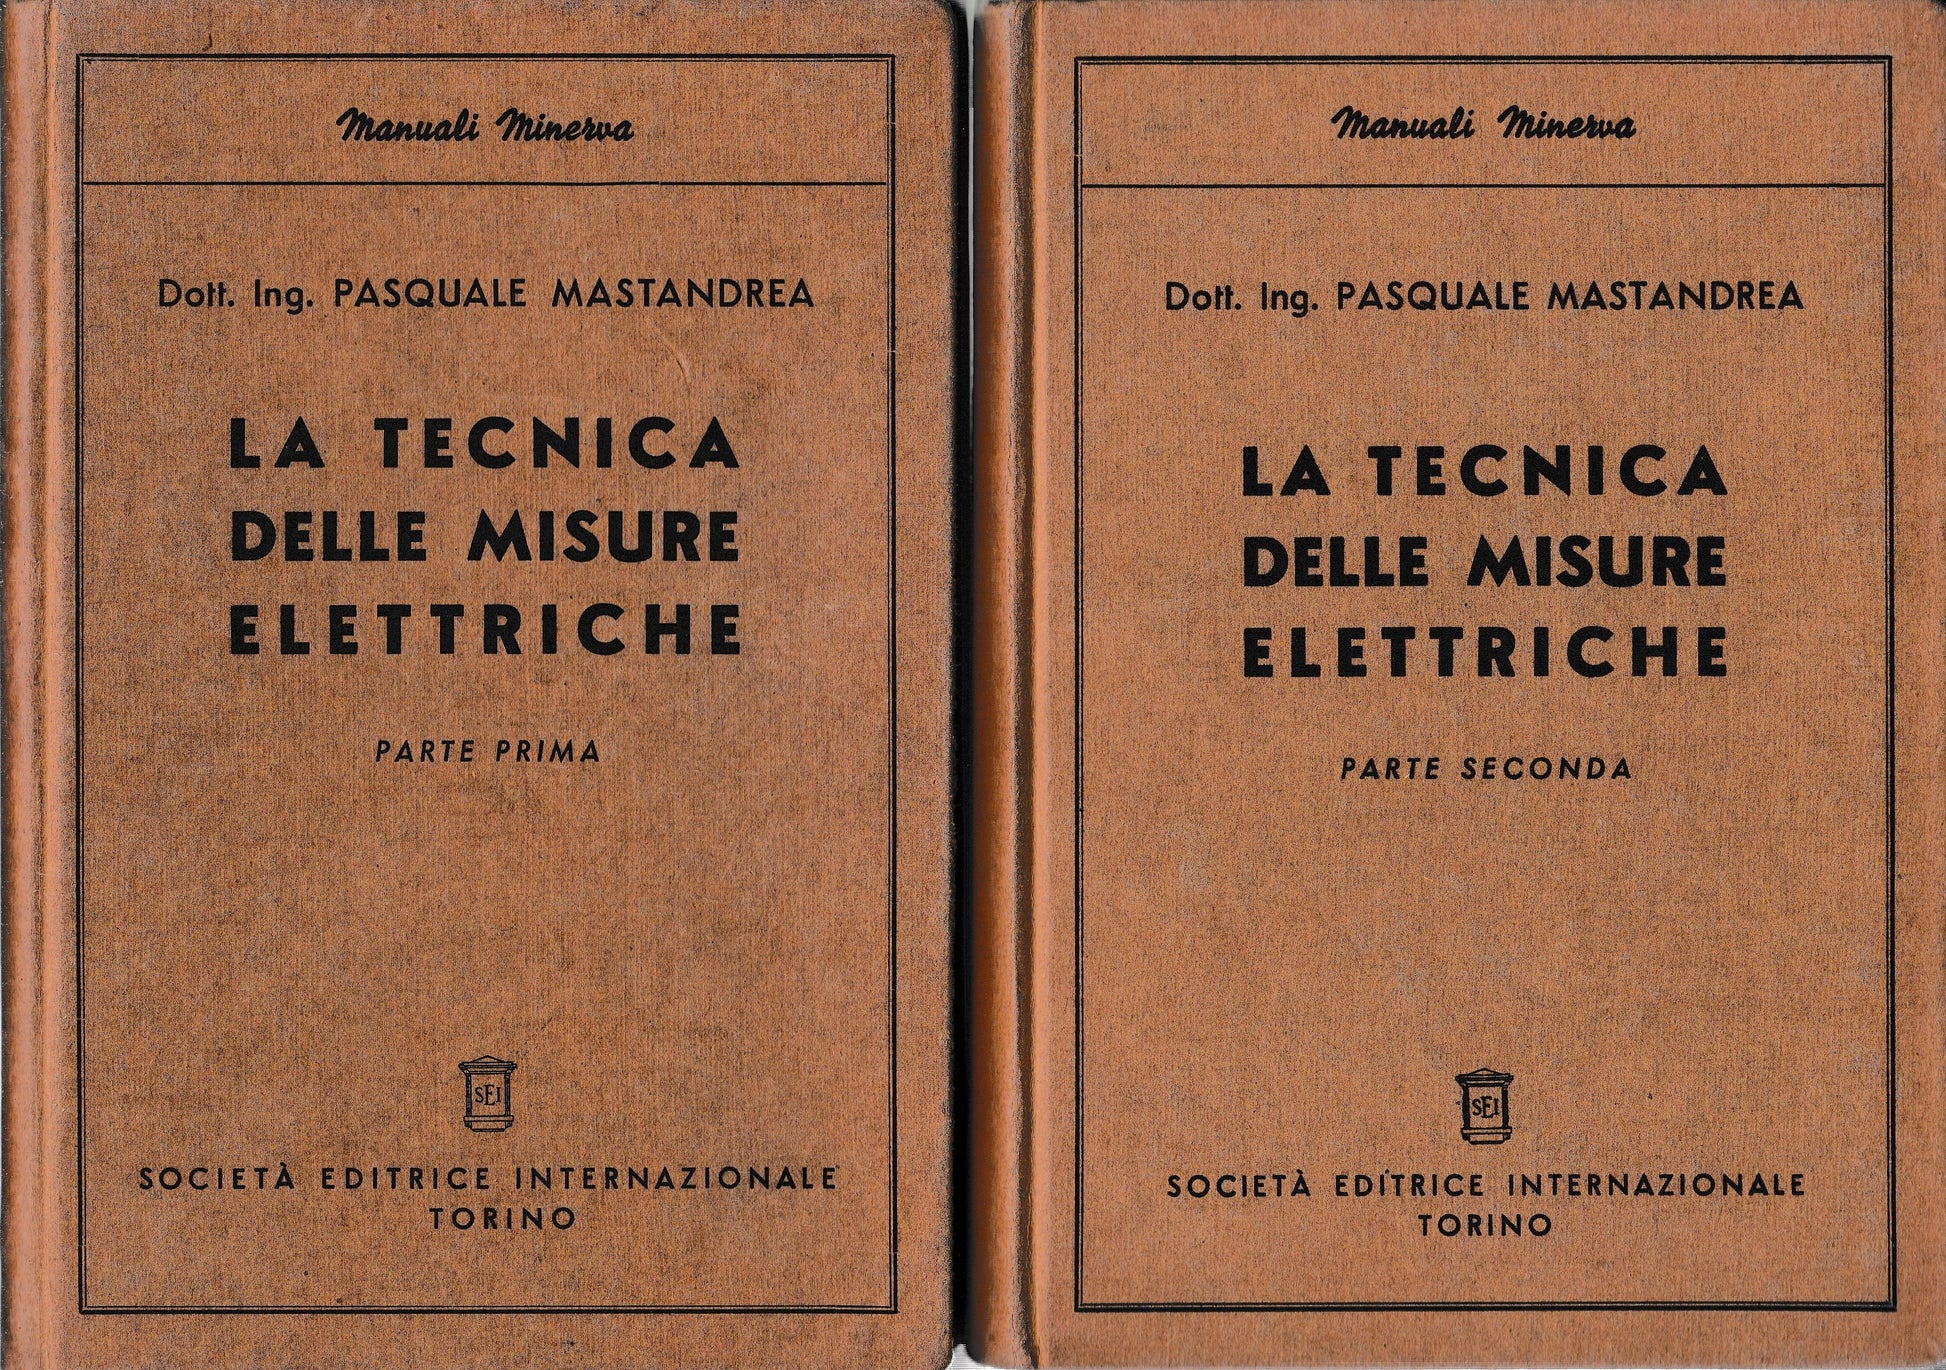 Manuali Minerva
Dott. Ing. PASQUALE MASTANDREA
LA TECNICA
DELLE MISURE
ELETTRICHE
PARTE PRIMA
SEI
SOCIETÀ EDITRICE INTERNAZIONALE
TORINO
Manuali Minerva
Dott. Ing. PASQUALE MASTANDREA
LA TECNICA
DELLE MISURE
ELETTRICHE
PARTE SECONDA
SEI
SOCIETÀ EDITRICE INTERNAZIONALE
TORINO